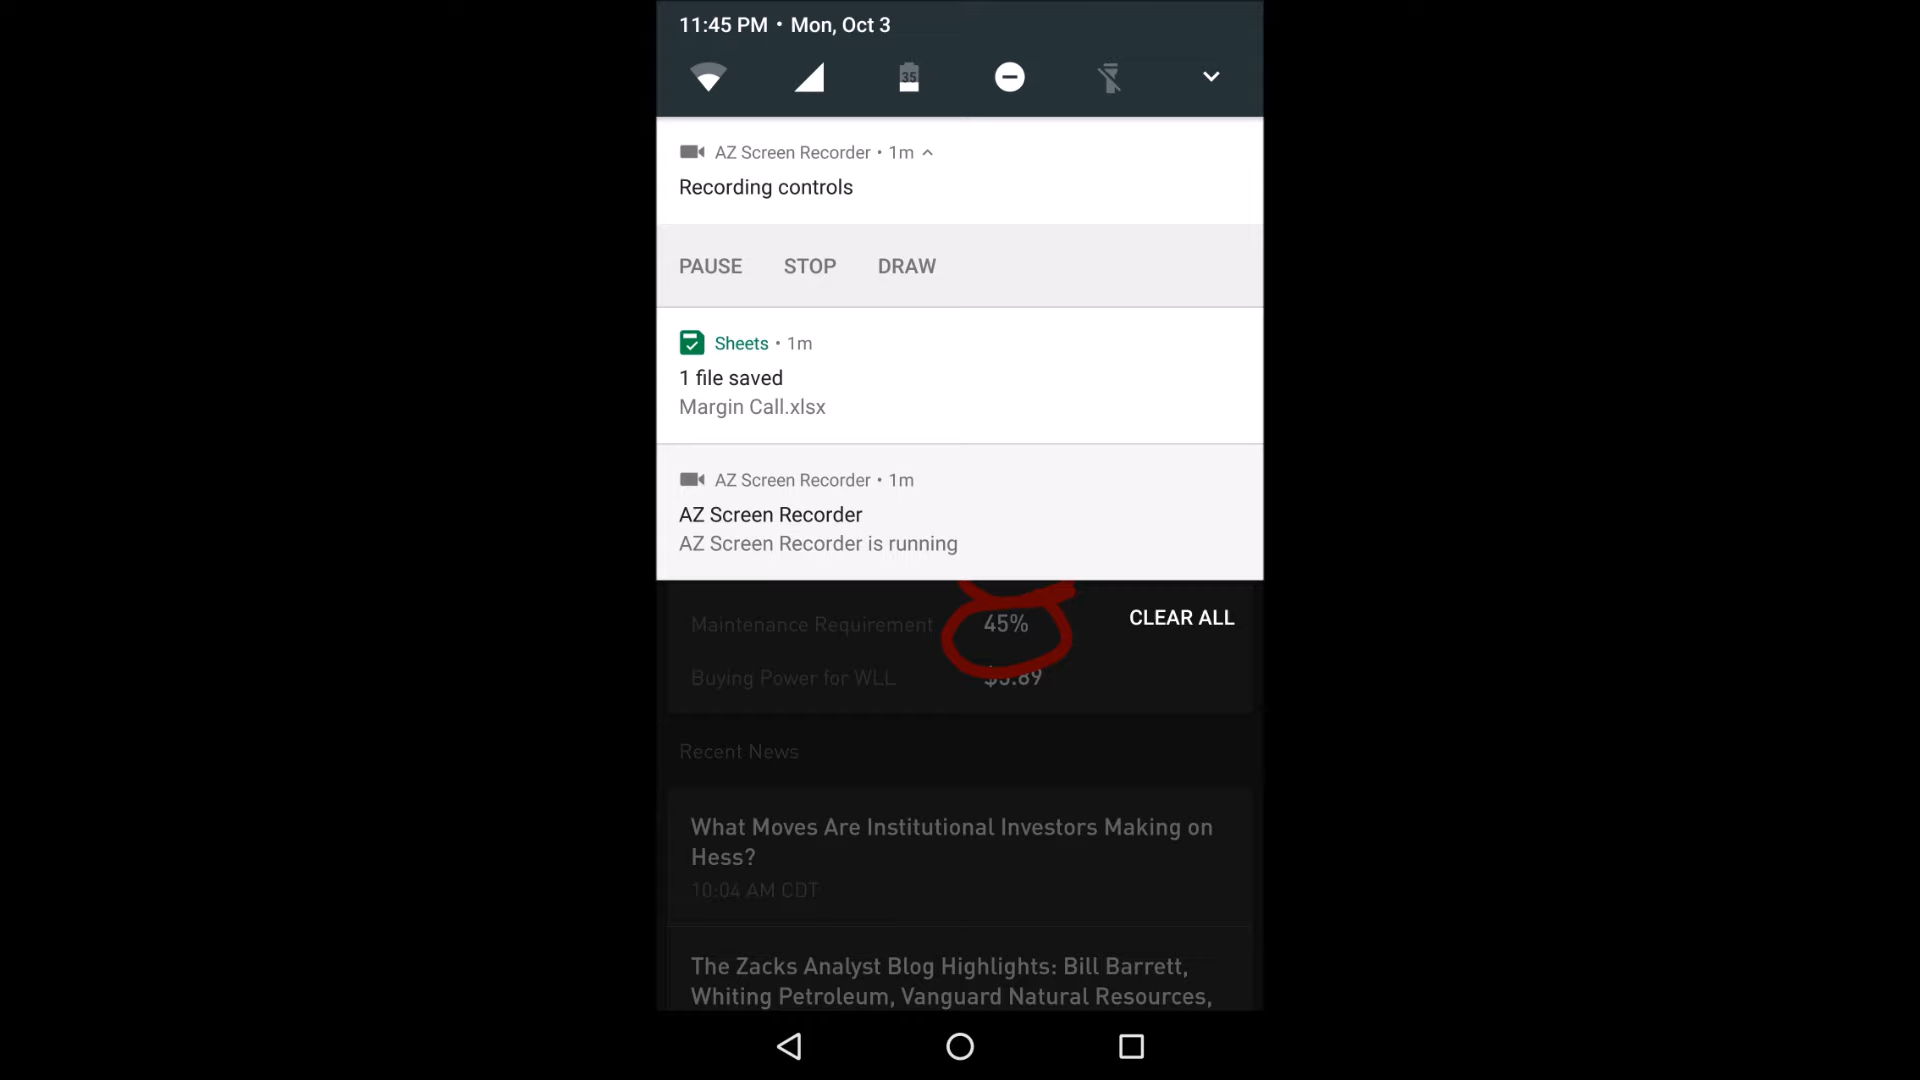 11:45 PM • Mon, Oct 3
35
AZ Screen Recorder • 1m
Recording controls
PAUSE STOP DRAW
Sheets • 1m
1 file saved
Margin Call.xlsx
AZ Screen Recorder • 1m
AZ Screen Recorder
AZ Screen Recorder is running
CLEAR ALL
Maintenance Requirement 45%
Buying Power for WLL $5.89
Recent News
What Moves Are Institutional Investors Making on
Hess?
10:04 AM CDT
The Zacks Analyst Blog Highlights: Bill Barrett,
Whiting Petroleum, Vanguard Natural Resources,